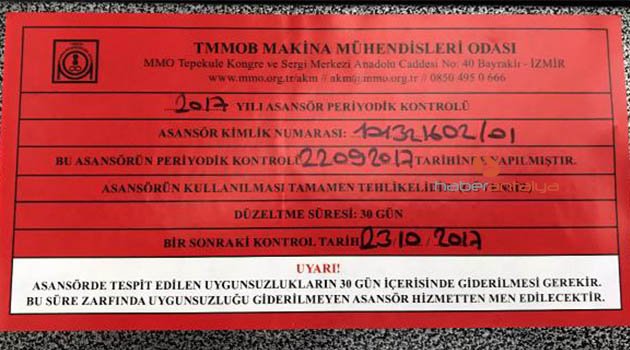 TMMOB MAKİNA MÜHENDİSLERİ ODASI
MMO Tepekule Kongre ve Sergi Merkezi Anadolu Caddesi No: 40 Bayraklı - İZMİR
www.mmo.org.tr/akm // akm@mmo.org.tr // 0850 495 0 666
2017 YILI ASANSÖR PERİYODİK KONTROLÜ
ASANSÖR KİMLİK NUMARASI: 101321602/01
BU ASANSÖRÜN PERİYODİK KONTROLÜ 22092017 TARİHİNDE YAPILMIŞTIR.
ASANSÖRÜN KULLANILMASI TAMAMEN TEHLİKELİDİR
haberantalya
DÜZELTME SÜRESİ: 30 GÜN
BİR SONRAKİ KONTROL TARİH 23/10/2017
UYARI!
ASANSÖRDE TESPİT EDİLEN UYGUNSUZLUKLARIN 30 GÜN İÇERİSİNDE GİDERİLMESİ GEREKİR.
BU SÜRE ZARFINDA UYGUNSUZLUĞU GİDERİLMEYEN ASANSÖR HİZMETTEN MEN EDİLECEKTİR.